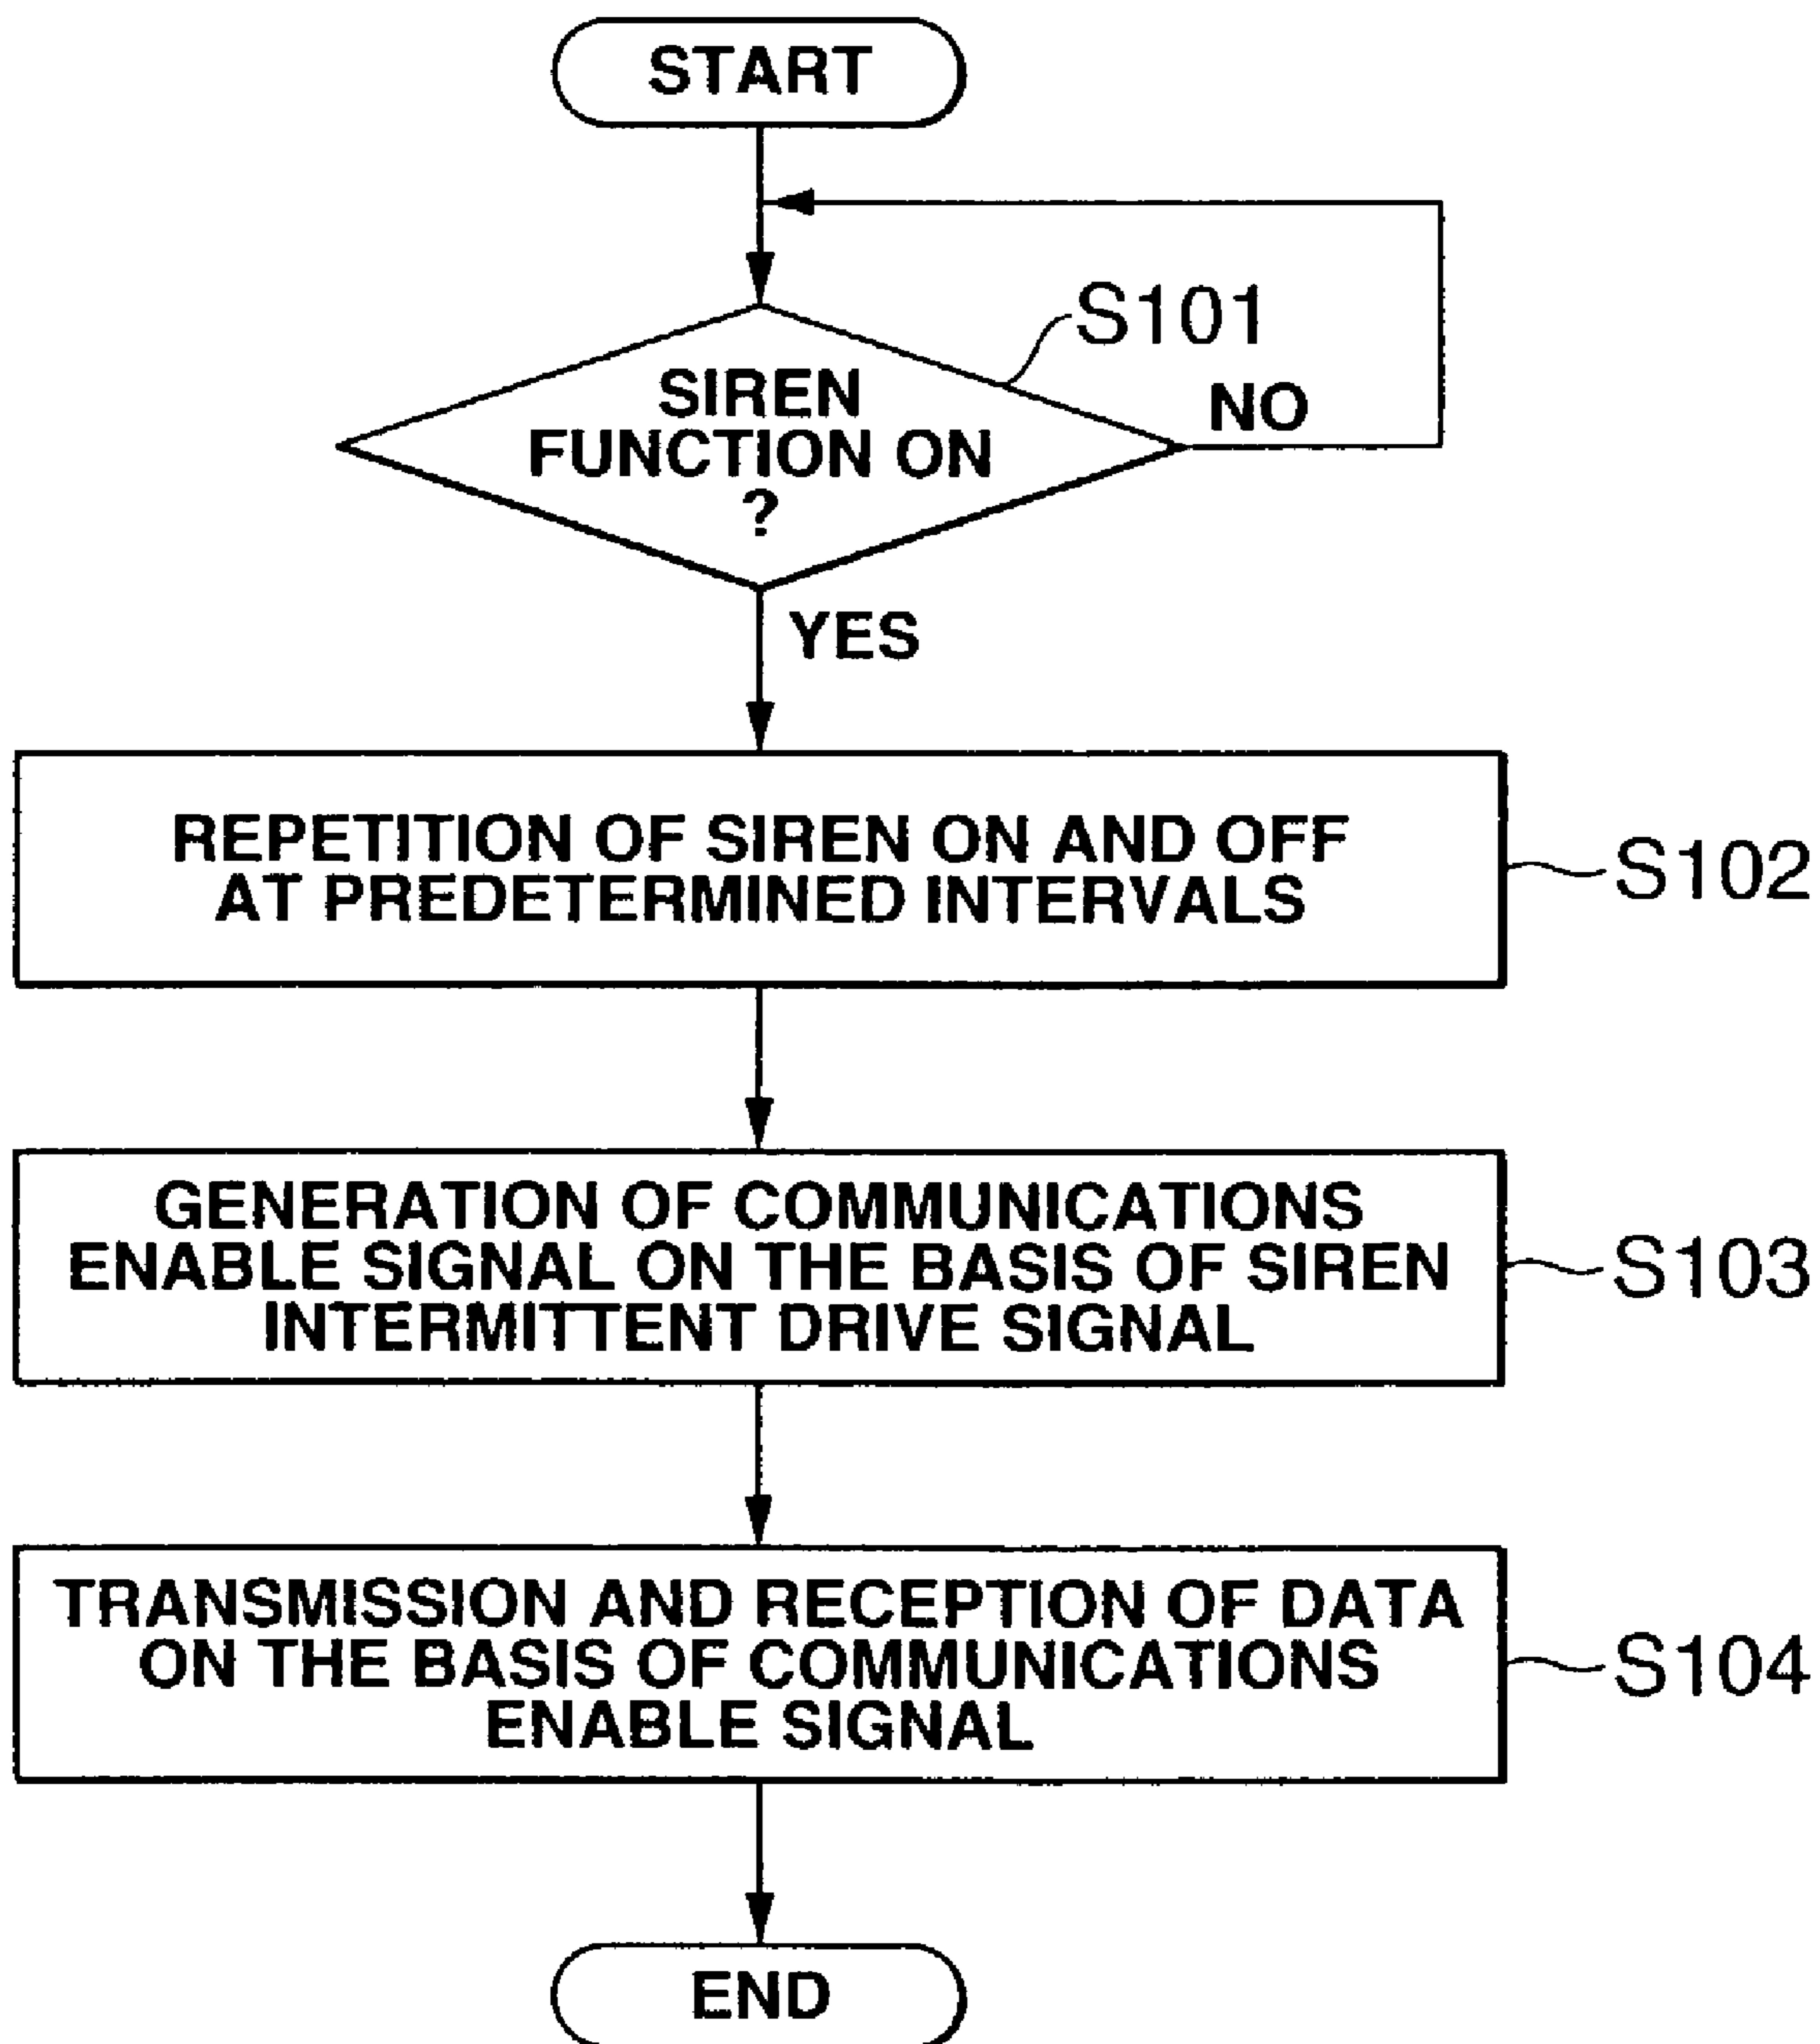 START
S101
SIREN
FUNCTION ON
?
NO
YES
REPETITION OF SIREN ON AND OFF
AT PREDETERMINED INTERVALS
S102
GENERATION OF COMMUNICATIONS
ENABLE SIGNAL ON THE BASIS OF SIREN
INTERMITTENT DRIVE SIGNAL
S103
TRANSMISSION AND RECEPTION OF DATA
ON THE BASIS OF COMMUNICATIONS
ENABLE SIGNAL
S104
END